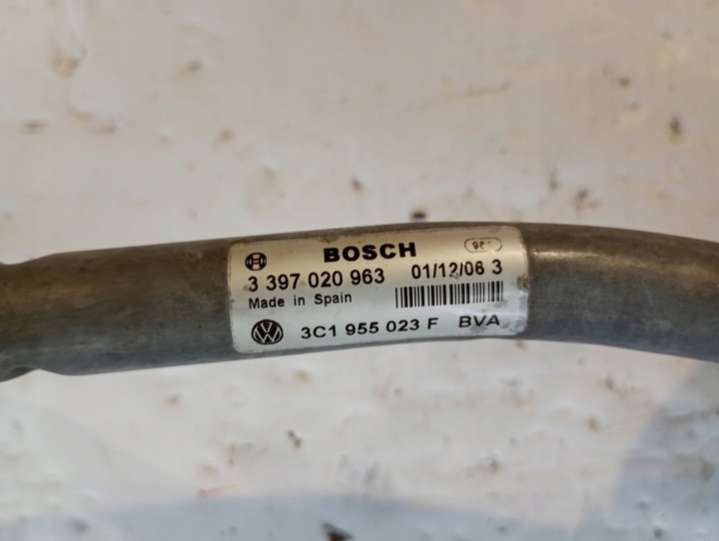 BOSCH
3 397 020 963 01/12/06 3
Made in Spain
3C1 955 023 F BVA